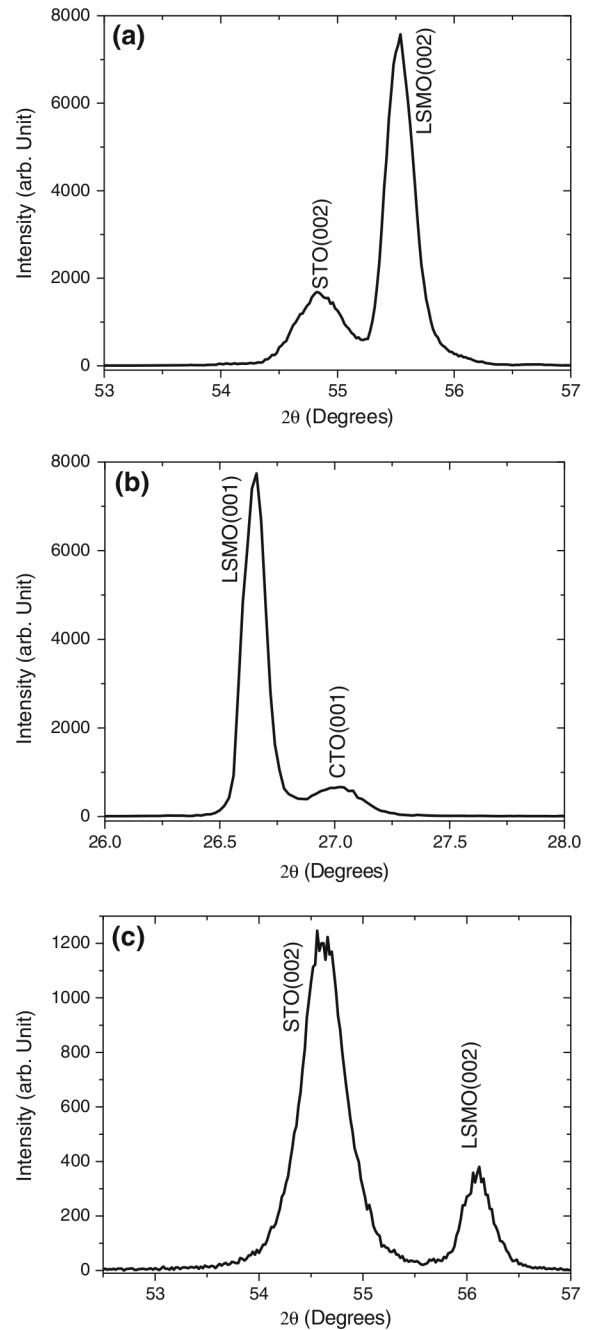 (a)
8000
6000
4000
2000
0
Intensity (arb. Unit)
STO(002)
LSMO(002)
53 54 55 56 57
2θ (Degrees)
(b)
8000
6000
4000
2000
0
Intensity (arb. Unit)
LSMO(001)
CTO(001)
26.0 26.5 27.0 27.5 28.0
2θ (Degrees)
(c)
1200
1000
800
600
400
200
0
Intensity (arb. Unit)
STO(002)
LSMO(002)
53 54 55 56 57
2θ (Degrees)